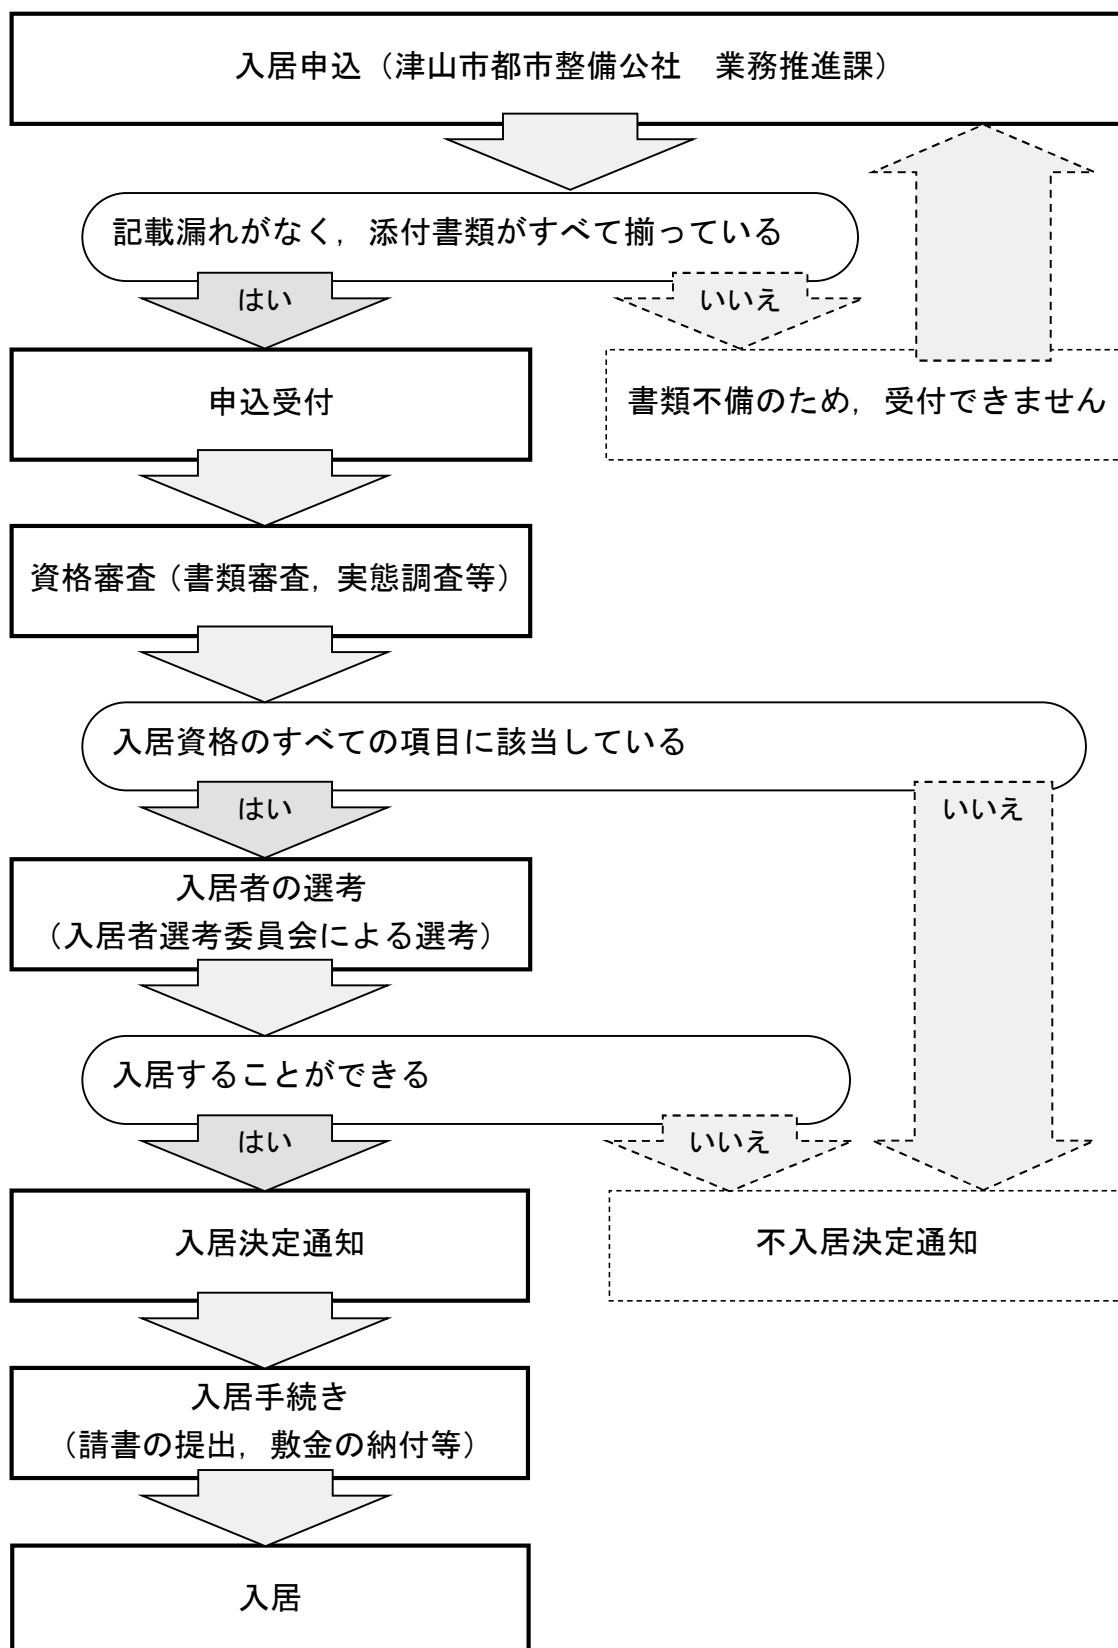 入居申込（津山市都市整備公社　業務推進課）
記載漏れがなく，添付書類がすべて揃っている
はい
いいえ
申込受付
書類不備のため，受付できません
資格審査（書類審査，実態調査等）
入居資格のすべての項目に該当している
はい
いいえ
入居者の選考
（入居者選考委員会による選考）
入居することができる
はい
いいえ
入居決定通知
不入居決定通知
入居手続き
（請書の提出，敷金の納付等）
入居